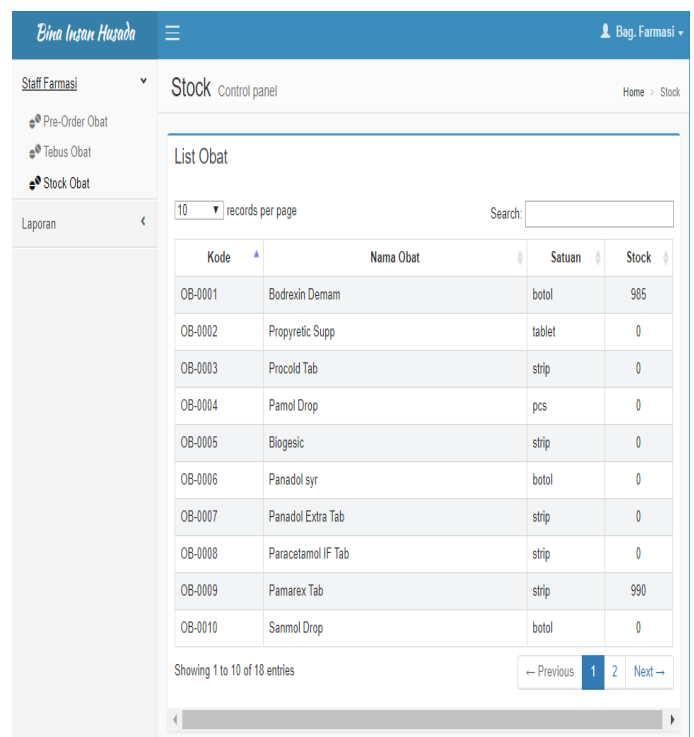 Bina Insan Husada
Bag. Farmasi
Staff Farmasi
Pre-Order Obat
Tebus Obat
Stock Obat
Laporan
Stock Control panel
Home > Stock
List Obat
10 records per page Search:
Kode Nama Obat Satuan Stock
OB-0001 Bodrexin Demam botol 985
OB-0002 Propyretic Supp tablet 0
OB-0003 Procold Tab strip 0
OB-0004 Pamol Drop pcs 0
OB-0005 Biogesic strip 0
OB-0006 Panadol syr botol 0
OB-0007 Panadol Extra Tab strip 0
OB-0008 Paracetamol IF Tab strip 0
OB-0009 Pamarex Tab strip 990
OB-0010 Sanmol Drop botol 0
Showing 1 to 10 of 18 entries ← Previous 1 2 Next →